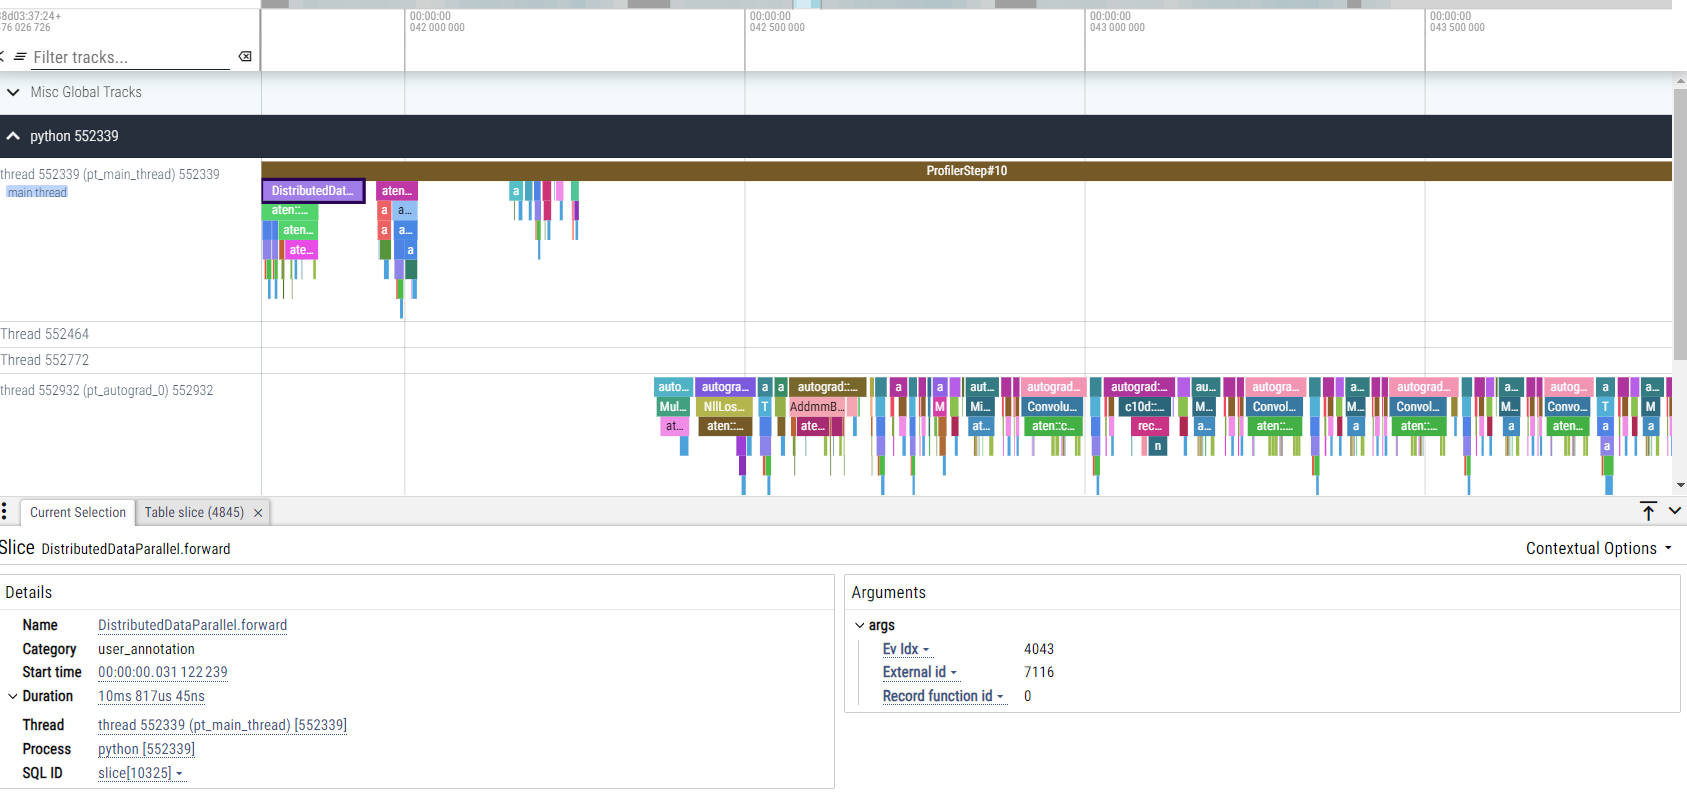 8d03:37:24+
76 026 726
00:00:00
042 000 000
00:00:00
042 500 000
00:00:00
043 000 000
00:00:00
043 500 000
Filter tracks...
Misc Global Tracks
python 552339
thread 552339 (pt_main_thread) 552339
main thread
ProfilerStep#10
DistributedDat... aten... a
aten::... a a...
aten... a a...
ate... a
Thread 552464
Thread 552772
thread 552932 (pt_autograd_0) 552932
auto... autogra... a a autograd::... a a aut... autograd... autograd:... au... autogra... a... autograd... a... autog... a a...
Mul... NllLos... T AddmmB... M Mi... Convolu... c10d::... M... Convol... M... Convol... M... Convo... T M
at... aten::... ate... at... aten::c... rec... a... aten::... a aten::... a aten... a a
n a
Current Selection Table slice (4845)
Slice DistributedDataParallel.forward
Contextual Options
Details
Name DistributedDataParallel.forward
Category user_annotation
Start time 00:00:00.031 122 239
Duration 10ms 817us 45ns
Thread thread 552339 (pt_main_thread) [552339]
Process python [552339]
SQL ID slice[10325]
Arguments
args
Ev Idx 4043
External id 7116
Record function id 0